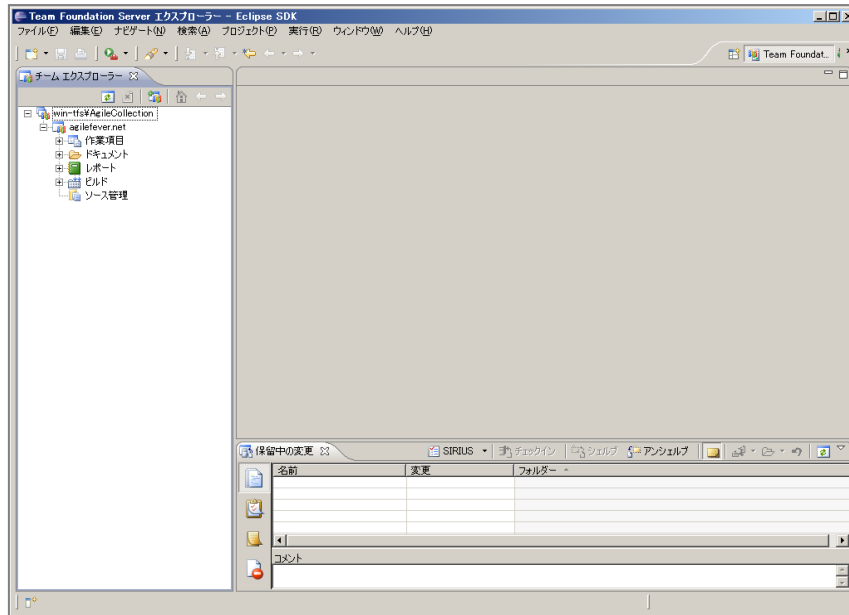 Team Foundation Server エクスプローラー - Eclipse SDK
ファイル(F) 編集(E) ナビゲート(N) 検索(A) プロジェクト(P) 実行(R) ウィンドウ(W) ヘルプ(H)
Team Foundat...
チーム エクスプローラー
win-tfs¥AgileCollection
agilefever.net
作業項目
ドキュメント
レポート
ビルド
ソース管理
保留中の変更 SIRIUS チェックイン シェルブ アンシェルブ
名前 変更 フォルダー
コメント